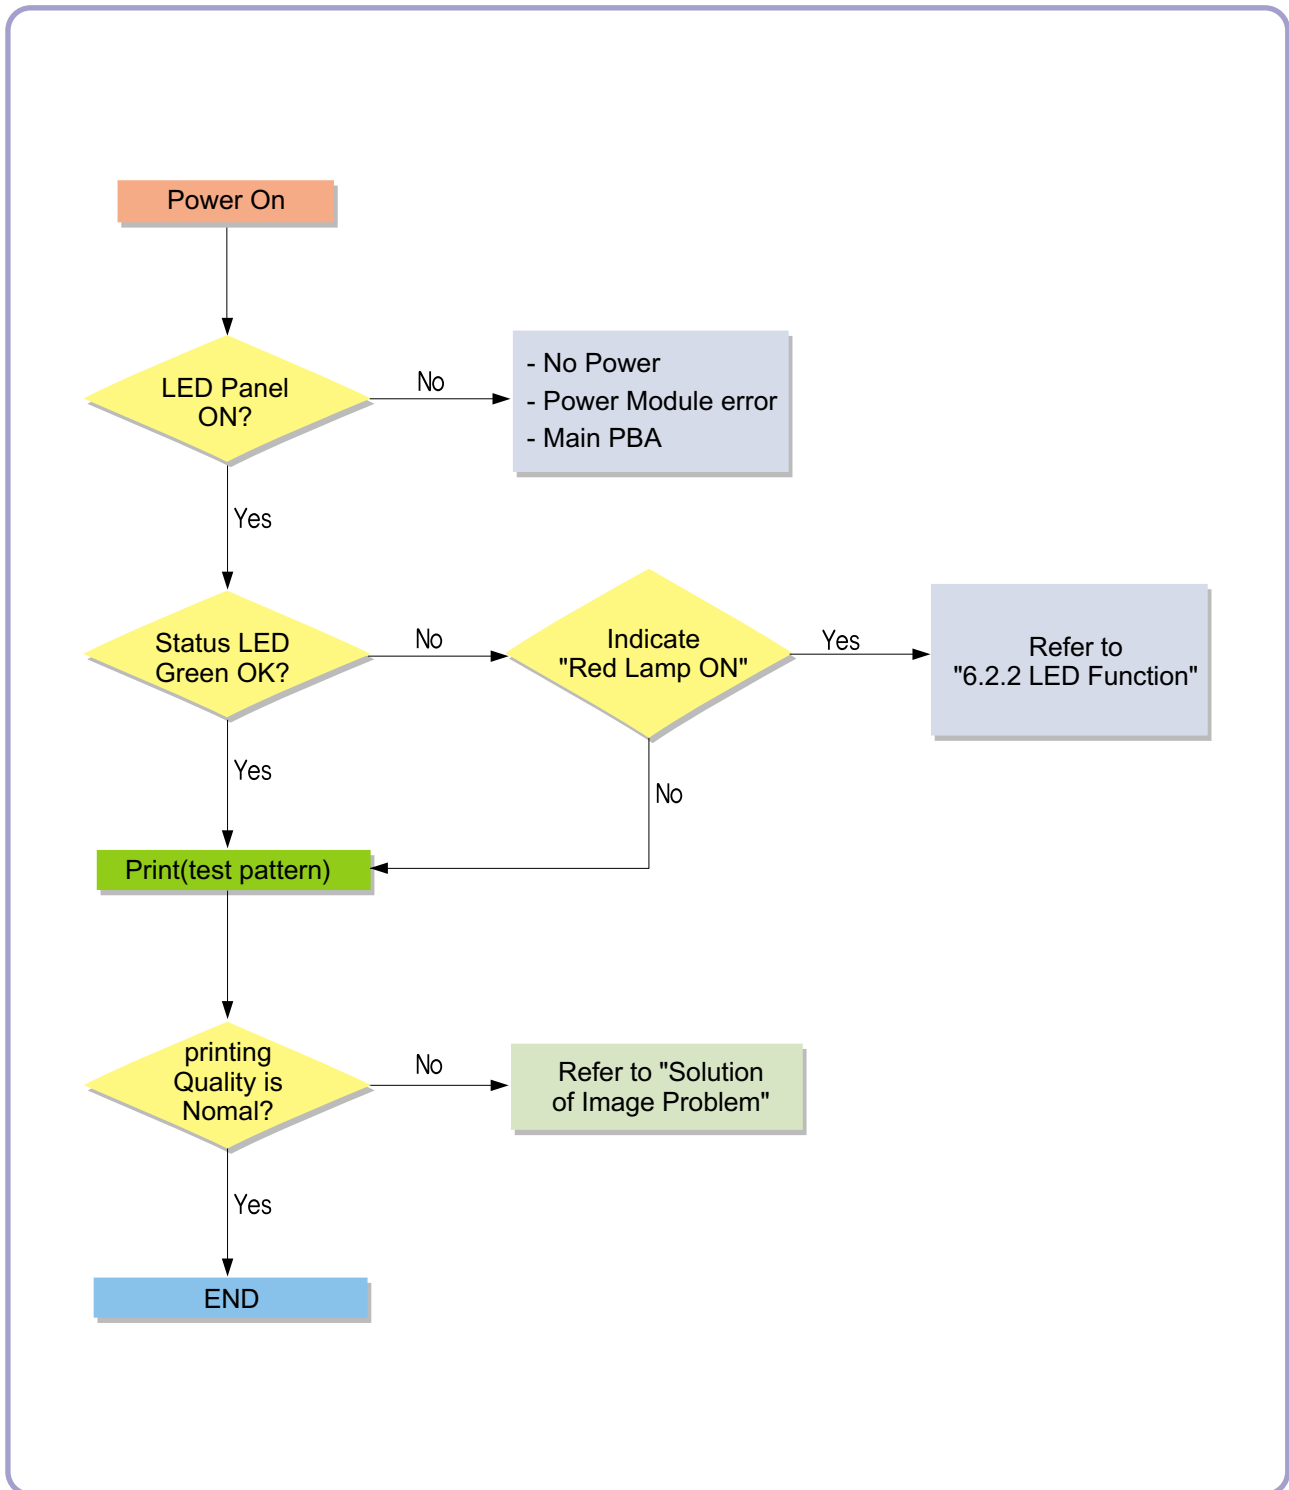 Power On
LED Panel
ON?
No
- No Power
- Power Module error
- Main PBA
Yes
Status LED
Green OK?
No
Indicate
"Red Lamp ON"
Yes
Refer to
"6.2.2 LED Function"
Yes
No
Print(test pattern)
printing
Quality is
Nomal?
No
Refer to "Solution
of Image Problem"
Yes
END